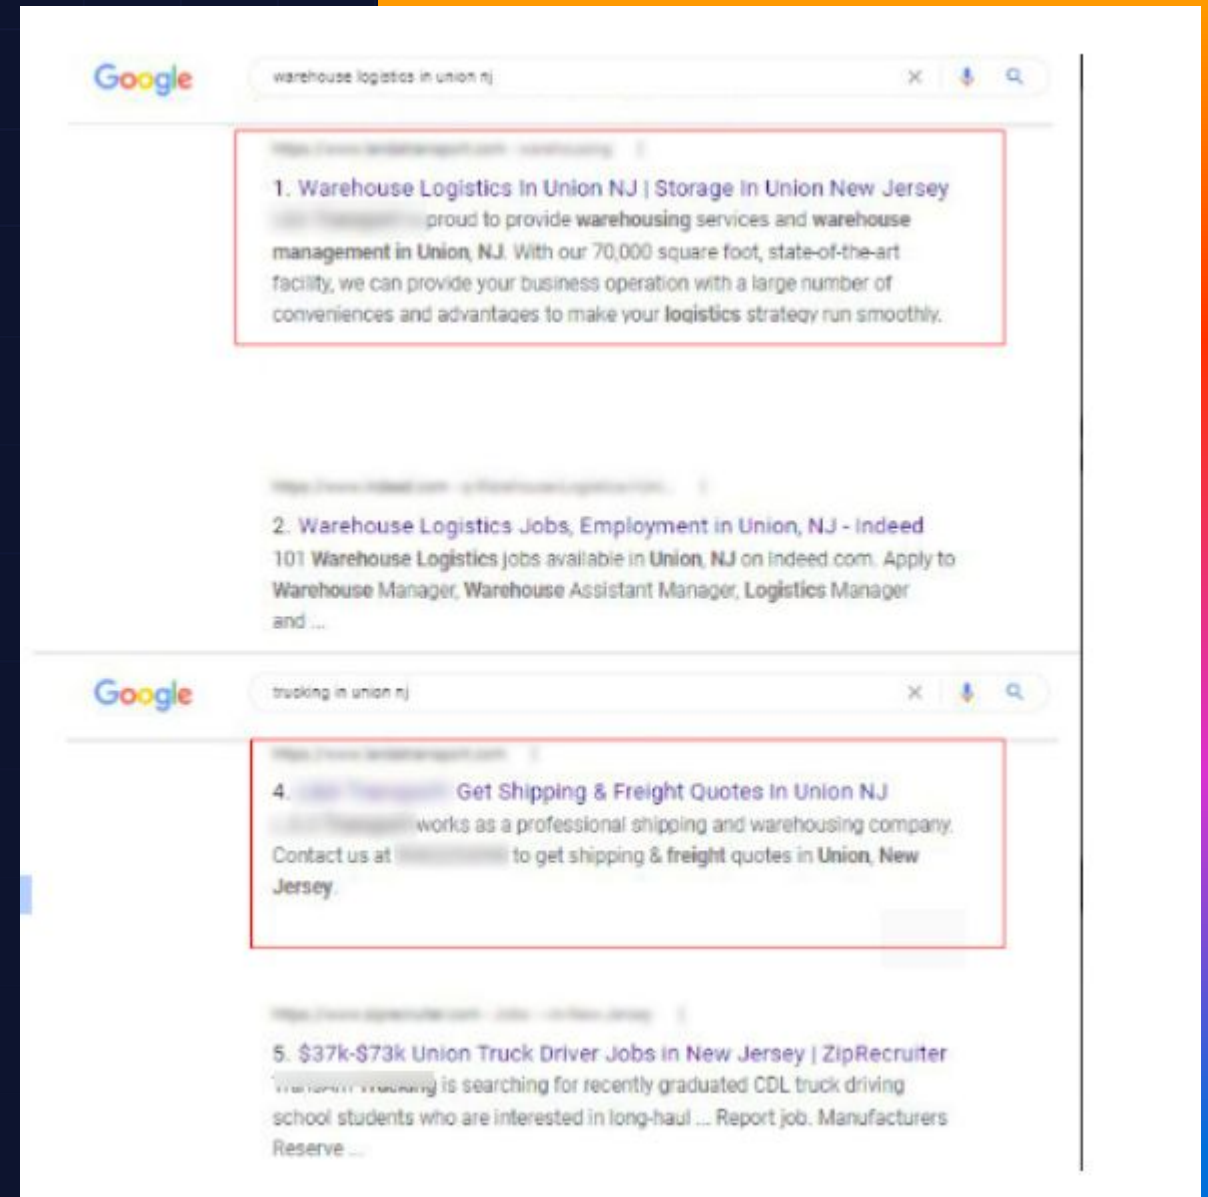 Google
warehouse logistics in union nj
1. Warehouse Logistics In Union NJ | Storage In Union New Jersey
proud to provide warehousing services and warehouse
management in Union, NJ. With our 70,000 square foot, state-of-the-art
facility, we can provide your business operation with a large number of
conveniences and advantages to make your logistics strategy run smoothly.
2. Warehouse Logistics Jobs, Employment in Union, NJ - Indeed
101 Warehouse Logistics jobs available in Union, NJ on Indeed.com. Apply to
Warehouse Manager, Warehouse Assistant Manager, Logistics Manager
and ...
Google
trucking in union nj
4. Get Shipping & Freight Quotes In Union NJ
works as a professional shipping and warehousing company.
Contact us at to get shipping & freight quotes in Union, New
Jersey.
5. $37k-$73k Union Truck Driver Jobs in New Jersey | ZipRecruiter
is searching for recently graduated CDL truck driving
school students who are interested in long-haul ... Report job. Manufacturers
Reserve ...